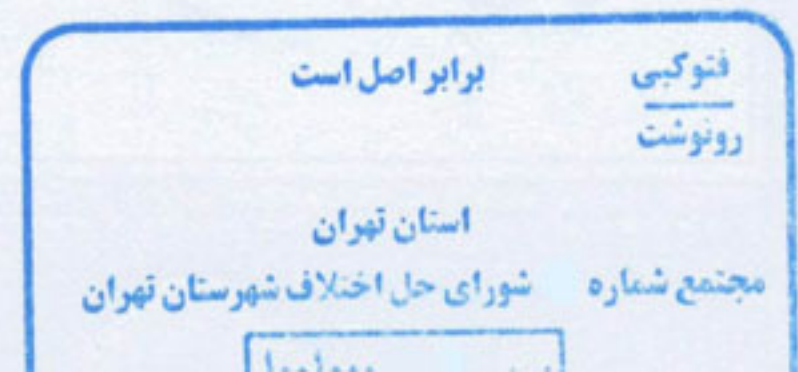 فتوکپی برابر اصل است
رونوشت
استان تهران
مجتمع شماره شورای حل اختلاف شهرستان تهران